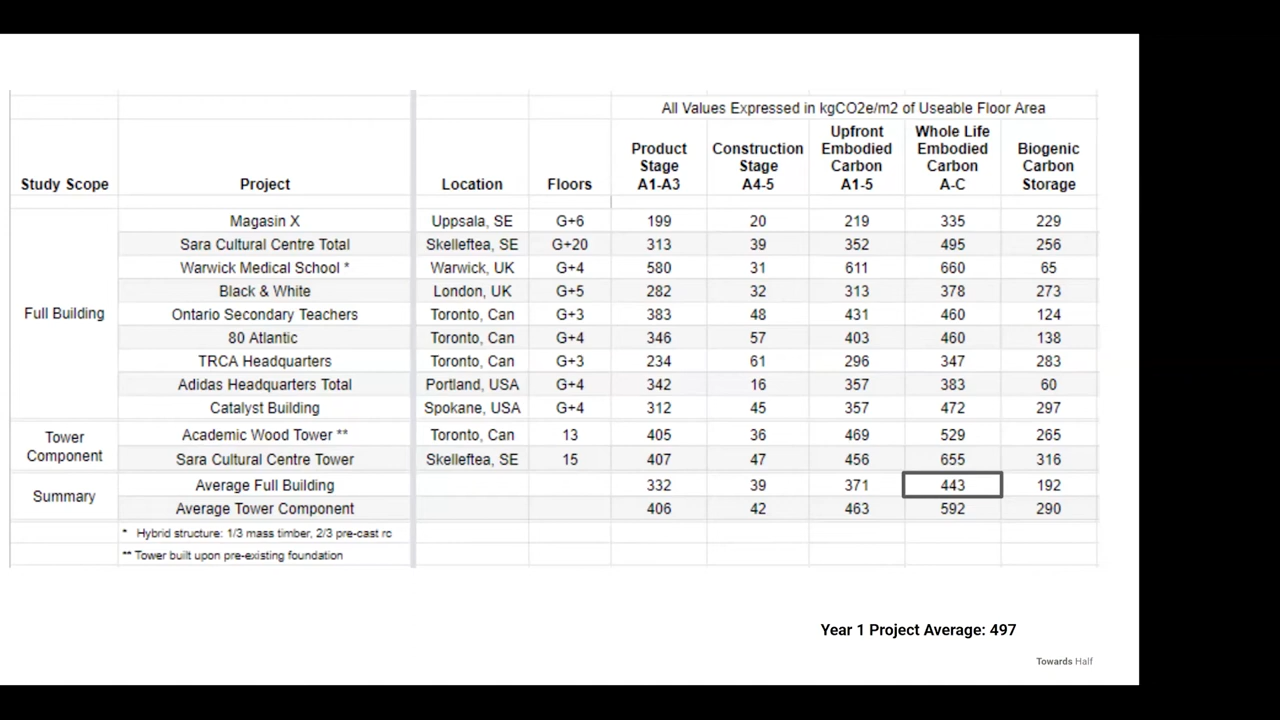 All Values Expressed in kgCO2e/m2 of Useable Floor Area
Study Scope Project Location Floors Product Stage A1-A3 Construction Stage A4-5 Upfront Embodied Carbon A1-5 Whole Life Embodied Carbon A-C Biogenic Carbon Storage
Full Building
Magasin X Uppsala, SE G+6 199 20 219 335 229
Sara Cultural Centre Total Skelleftea, SE G+20 313 39 352 495 256
Warwick Medical School * Warwick, UK G+4 580 31 611 660 65
Black & White London, UK G+5 282 32 313 378 273
Ontario Secondary Teachers Toronto, Can G+3 383 48 431 460 124
80 Atlantic Toronto, Can G+4 346 57 403 460 138
TRCA Headquarters Toronto, Can G+3 234 61 296 347 283
Adidas Headquarters Total Portland, USA G+4 342 16 357 383 60
Catalyst Building Spokane, USA G+4 312 45 357 472 297
Tower Component
Academic Wood Tower ** Toronto, Can 13 405 36 469 529 265
Sara Cultural Centre Tower Skelleftea, SE 15 407 47 456 655 316
Summary
Average Full Building 332 39 371 443 192
Average Tower Component 406 42 463 592 290
* Hybrid structure: 1/3 mass timber, 2/3 pre-cast rc
** Tower built upon pre-existing foundation
Year 1 Project Average: 497
Towards Half